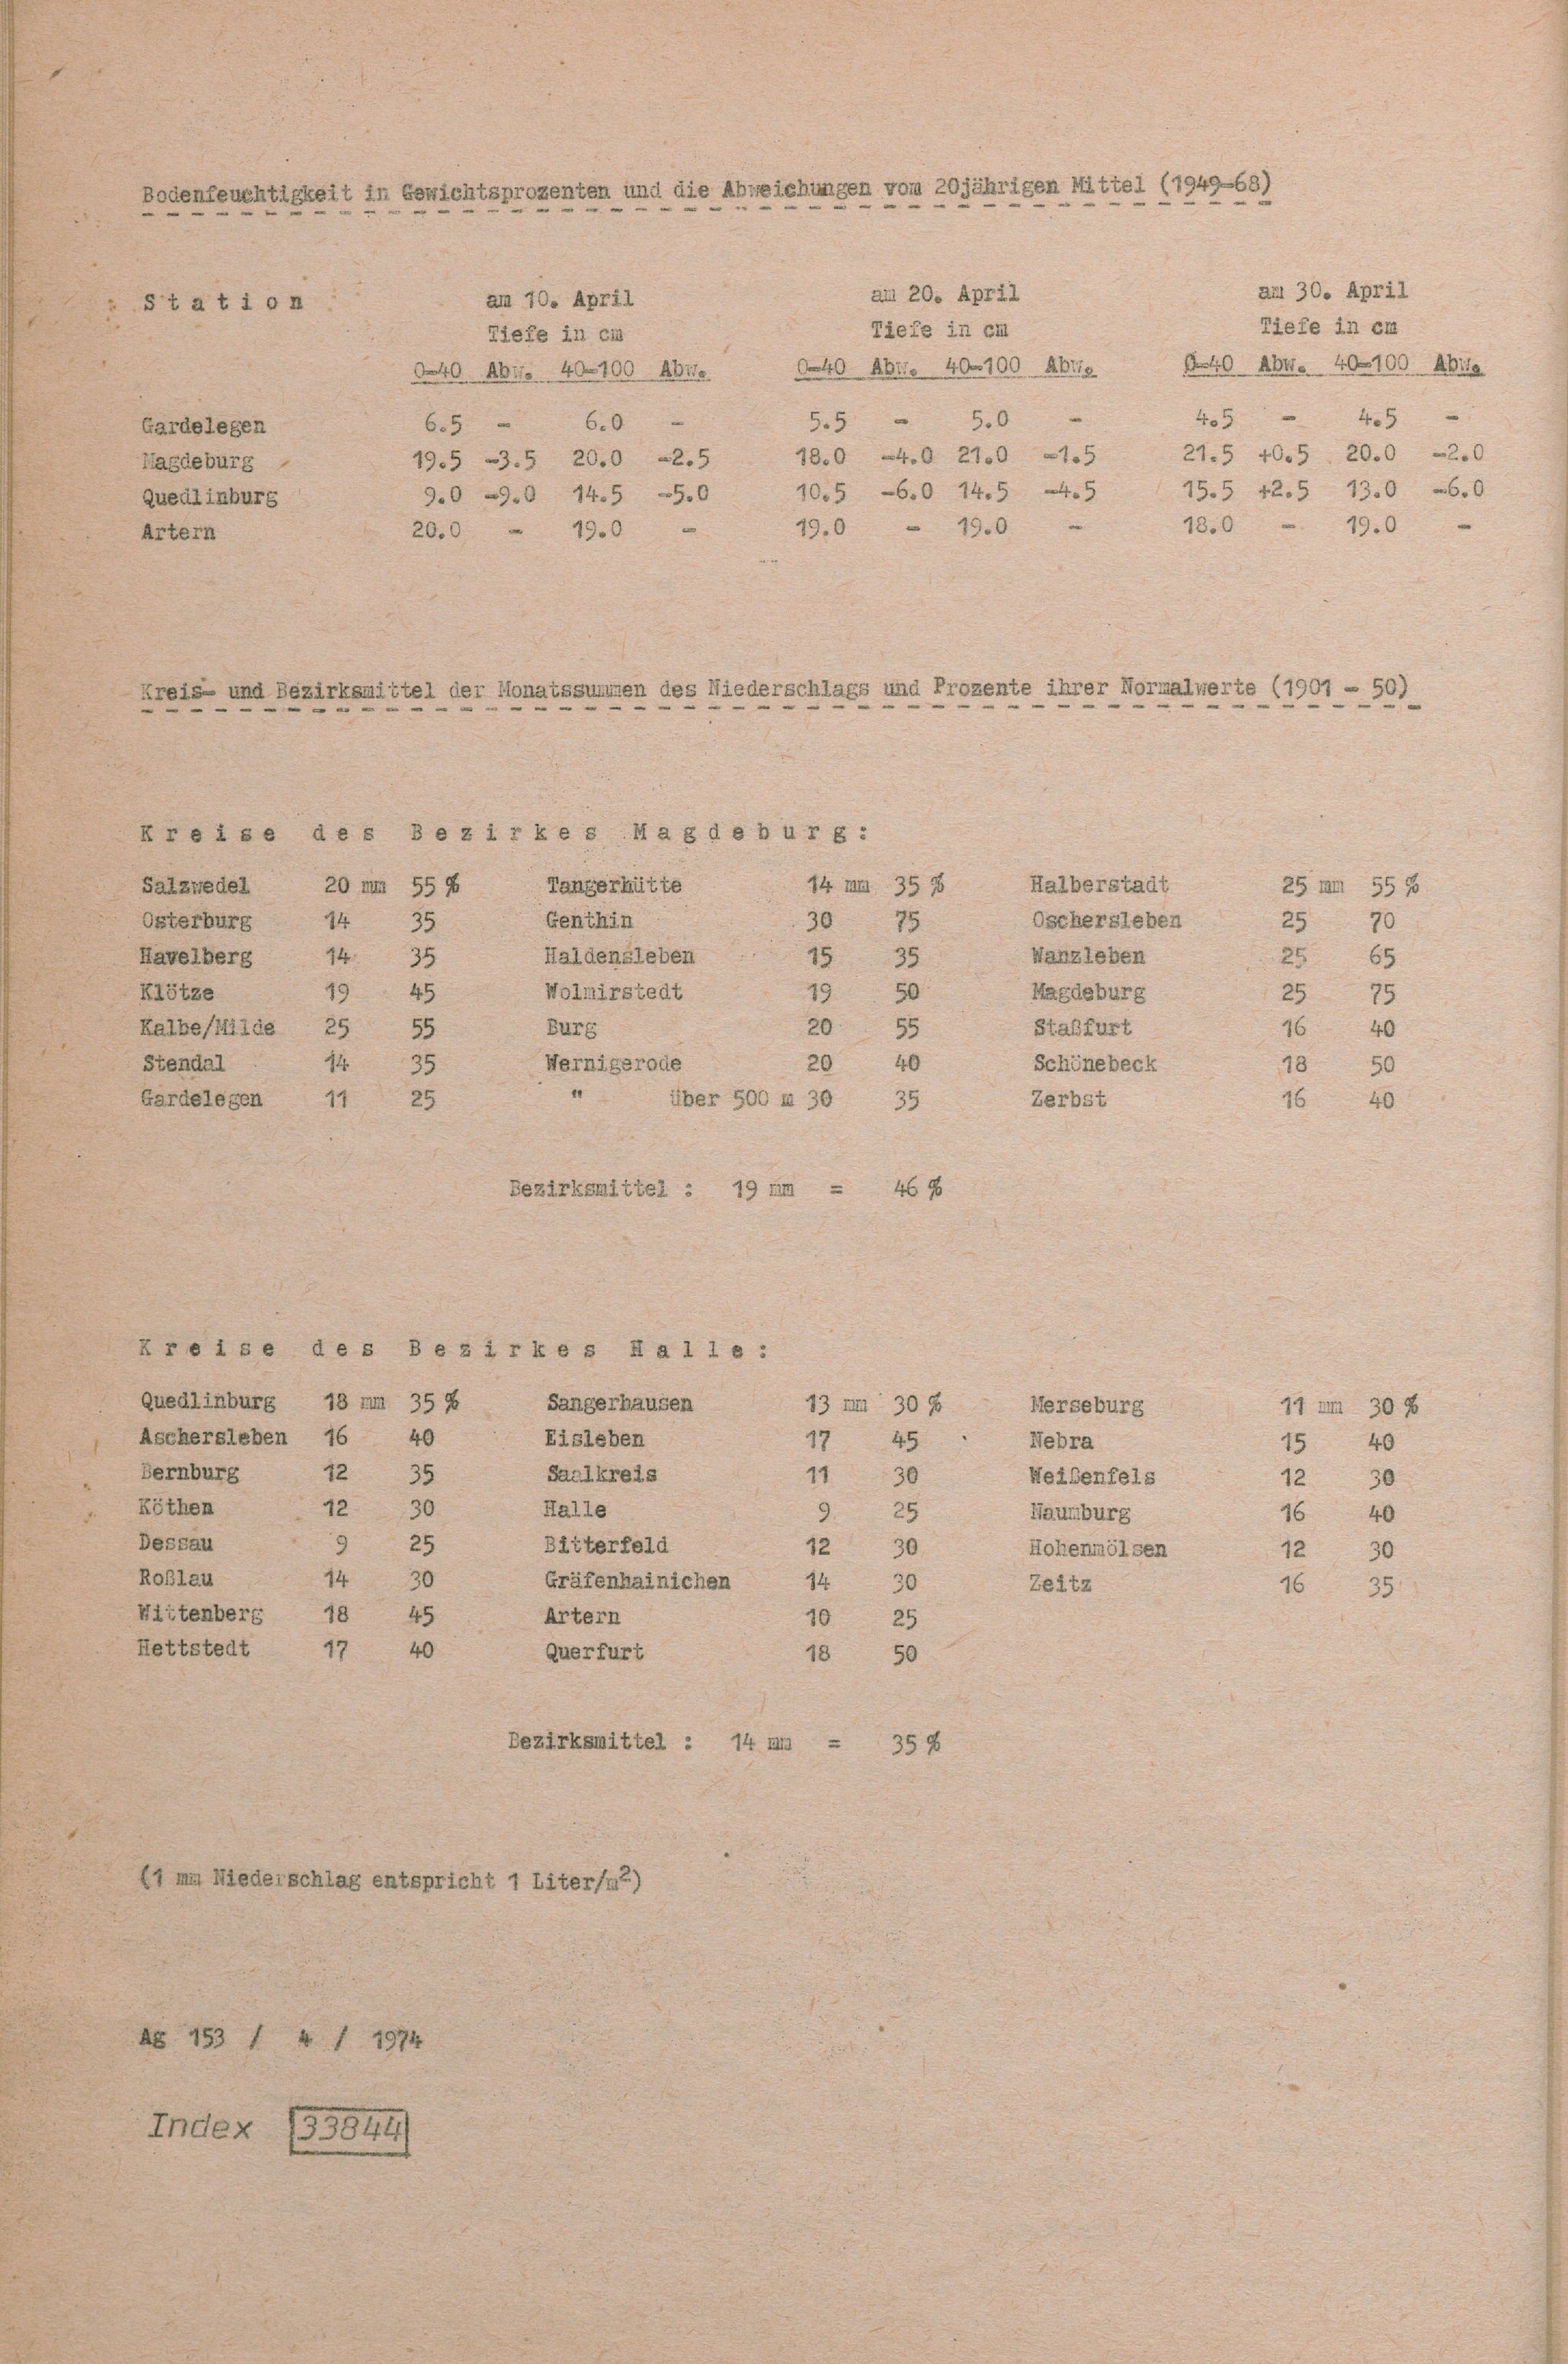 Bodenfeuchtigkeit in Gewichtsprozenten und die Abweichungen vom 20jährigen Mittel (1949-68)
Station am 10. April am 20. April am 30. April
Tiefe in cm Tiefe in cm Tiefe in cm
0-40 Abw. 40-100 Abw. 0-40 Abw. 40-100 Abw. 0-40 Abw. 40-100 Abw.
Gardelegen 6.5 - 6.0 - 5.5 - 5.0 - 4.5 - 4.5 -
Magdeburg 19.5 -3.5 20.0 -2.5 18.0 -4.0 21.0 -1.5 21.5 +0.5 20.0 -2.0
Quedlinburg 9.0 -9.0 14.5 -5.0 10.5 -6.0 14.5 -4.5 15.5 +2.5 13.0 -6.0
Artern 20.0 - 19.0 - 19.0 - 19.0 - 18.0 - 19.0 -
Kreis- und Bezirksmittel der Monatssummen des Niederschlags und Prozente ihrer Normalwerte (1901 - 50)
Kreise des Bezirkes Magdeburg:
Salzwedel 20 mm 55 % Tangerhütte 14 mm 35 % Halberstadt 25 mm 55 %
Osterburg 14 35 Genthin 30 75 Oschersleben 25 70
Havelberg 14 35 Haldensleben 15 35 Wanzleben 25 65
Klötze 19 45 Wolmirstedt 19 50 Magdeburg 25 75
Kalbe/Milde 25 55 Burg 20 55 Staßfurt 16 40
Stendal 14 35 Wernigerode 20 40 Schönebeck 18 50
Gardelegen 11 25 " über 500 m 30 35 Zerbst 16 40
Bezirksmittel : 19 mm = 46 %
Kreise des Bezirkes Halle:
Quedlinburg 18 mm 35 % Sangerhausen 13 mm 30 % Merseburg 11 mm 30 %
Aschersleben 16 40 Eisleben 17 45 Nebra 15 40
Bernburg 12 35 Saalkreis 11 30 Weißenfels 12 30
Köthen 12 30 Halle 9 25 Naumburg 16 40
Dessau 9 25 Bitterfeld 12 30 Hohenmölsen 12 30
Roßlau 14 30 Gräfenhainichen 14 30 Zeitz 16 35
Wittenberg 18 45 Artern 10 25
Hettstedt 17 40 Querfurt 18 50
Bezirksmittel : 14 mm = 35 %
(1 mm Niederschlag entspricht 1 Liter/m²)
Ag 153 / 4 / 1974
Index 33844